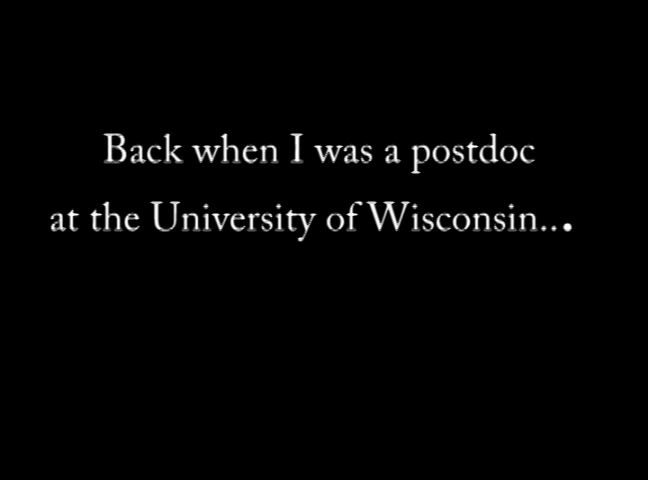 Back when I was a postdoc
at the University of Wisconsin...